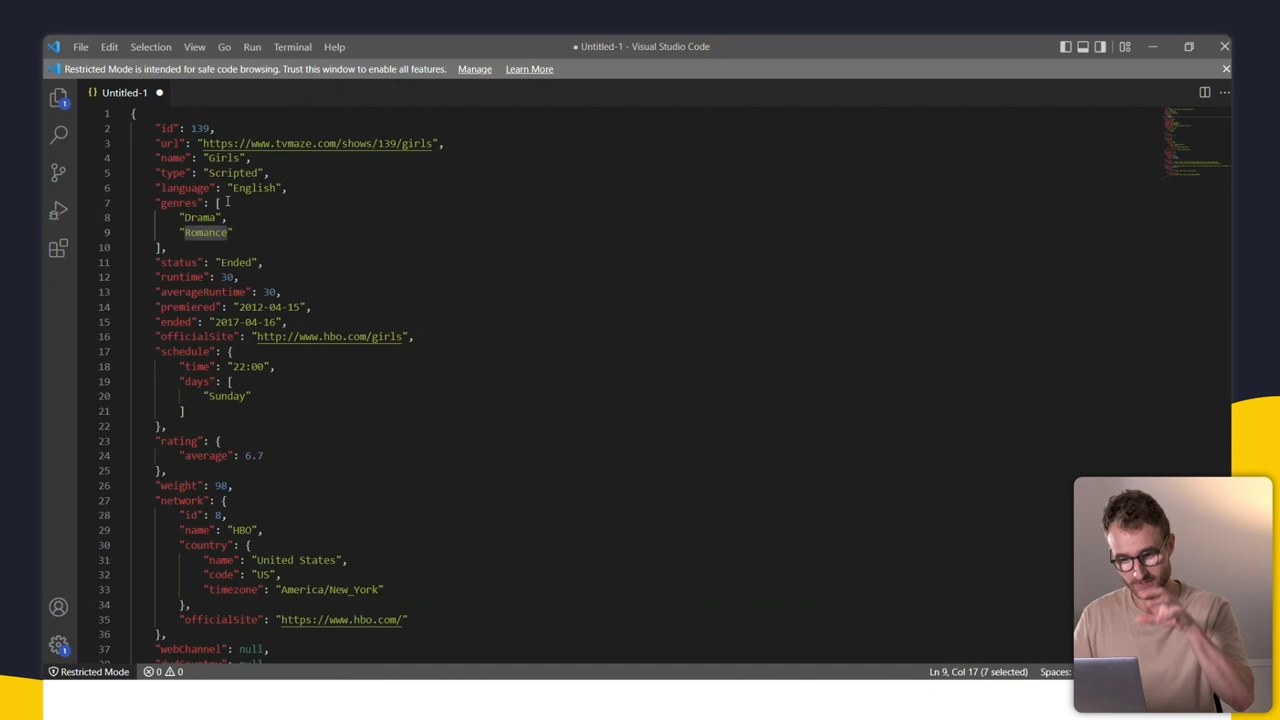 File Edit Selection View Go Run Terminal Help ● Untitled-1 - Visual Studio Code
Restricted Mode is intended for safe code browsing. Trust this window to enable all features. Manage Learn More
{} Untitled-1 ●
1 {
2 "id": 139,
3 "url": "https://www.tvmaze.com/shows/139/girls",
4 "name": "Girls",
5 "type": "Scripted",
6 "language": "English",
7 "genres": [
8 "Drama",
9 "Romance"
10 ],
11 "status": "Ended",
12 "runtime": 30,
13 "averageRuntime": 30,
14 "premiered": "2012-04-15",
15 "ended": "2017-04-16",
16 "officialSite": "http://www.hbo.com/girls",
17 "schedule": {
18 "time": "22:00",
19 "days": [
20 "Sunday"
21 ]
22 },
23 "rating": {
24 "average": 6.7
25 },
26 "weight": 98,
27 "network": {
28 "id": 8,
29 "name": "HBO",
30 "country": {
31 "name": "United States",
32 "code": "US",
33 "timezone": "America/New_York"
34 },
35 "officialSite": "https://www.hbo.com/"
36 },
37 "webChannel": null,
1
1
Restricted Mode 0 0 Ln 9, Col 17 (7 selected) Spaces: